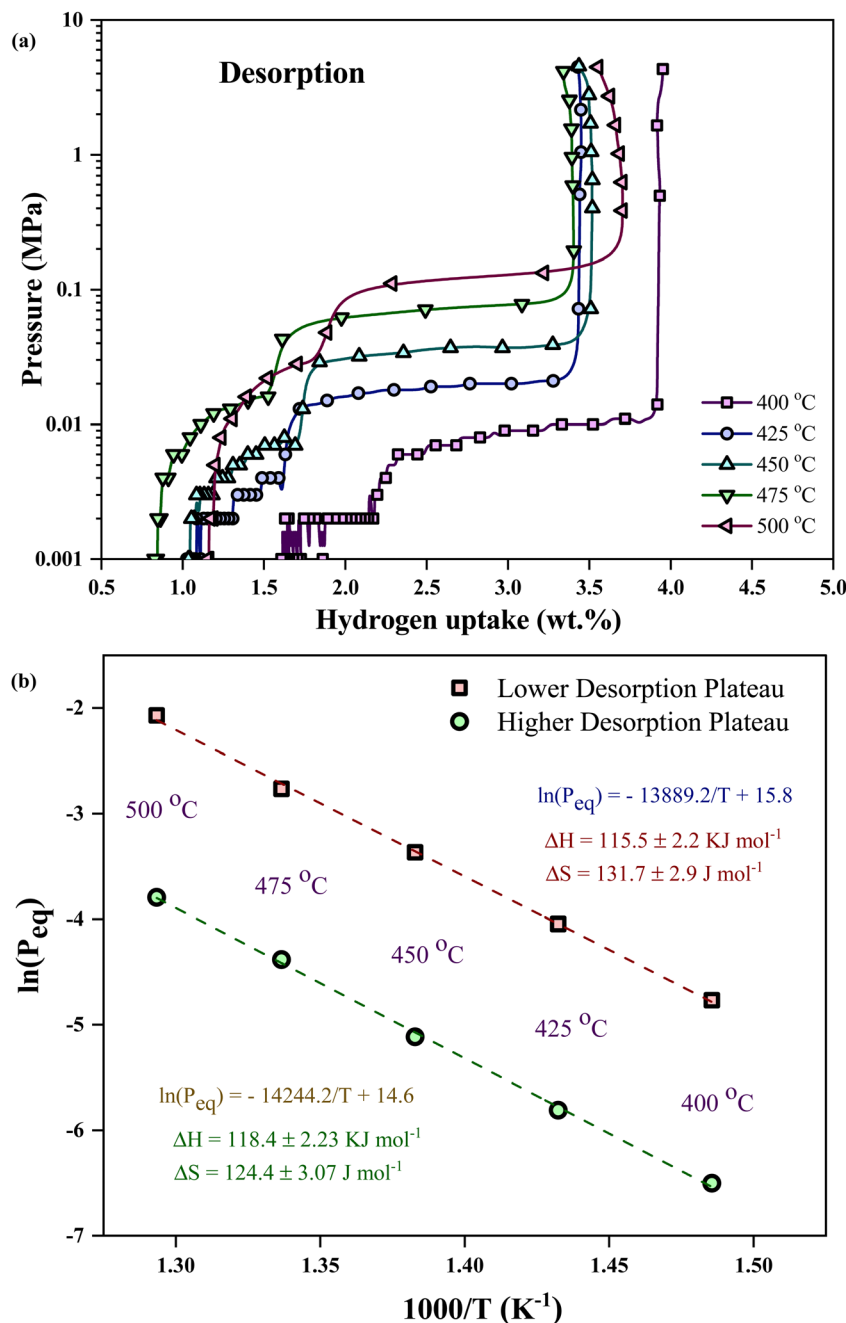 (a)
Desorption
Pressure (MPa)
10
1
0.1
0.01
0.001
400 °C
425 °C
450 °C
475 °C
500 °C
0.5 1.0 1.5 2.0 2.5 3.0 3.5 4.0 4.5 5.0
Hydrogen uptake (wt.%)
(b)
Lower Desorption Plateau
Higher Desorption Plateau
ln(P_eq)
-2
-3
-4
-5
-6
-7
ln(P_eq) = - 13889.2/T + 15.8
ΔH = 115.5 ± 2.2 KJ mol⁻¹
ΔS = 131.7 ± 2.9 J mol⁻¹
500 °C
475 °C
450 °C
425 °C
400 °C
ln(P_eq) = - 14244.2/T + 14.6
ΔH = 118.4 ± 2.23 KJ mol⁻¹
ΔS = 124.4 ± 3.07 J mol⁻¹
1.30 1.35 1.40 1.45 1.50
1000/T (K⁻¹)